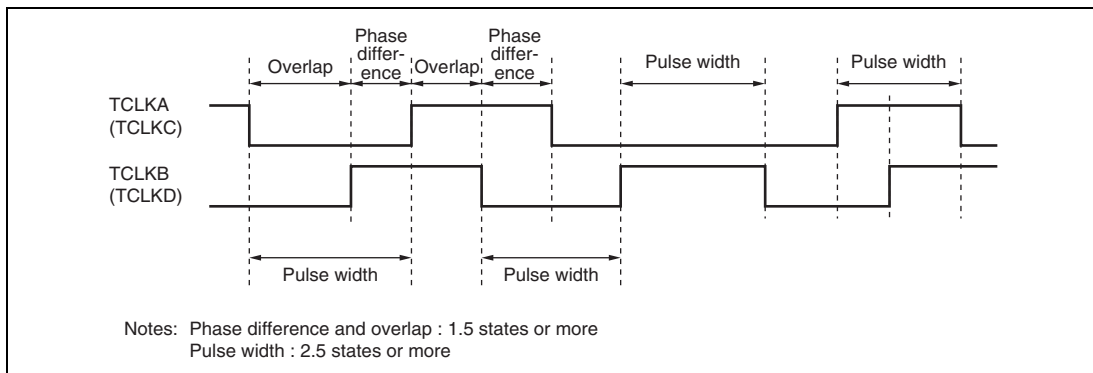 Phase
differ-
ence
Phase
differ-
ence
Overlap
Overlap
Pulse width
Pulse width
TCLKA
(TCLKC)
TCLKB
(TCLKD)
Pulse width
Pulse width
Notes: Phase difference and overlap : 1.5 states or more
Pulse width : 2.5 states or more